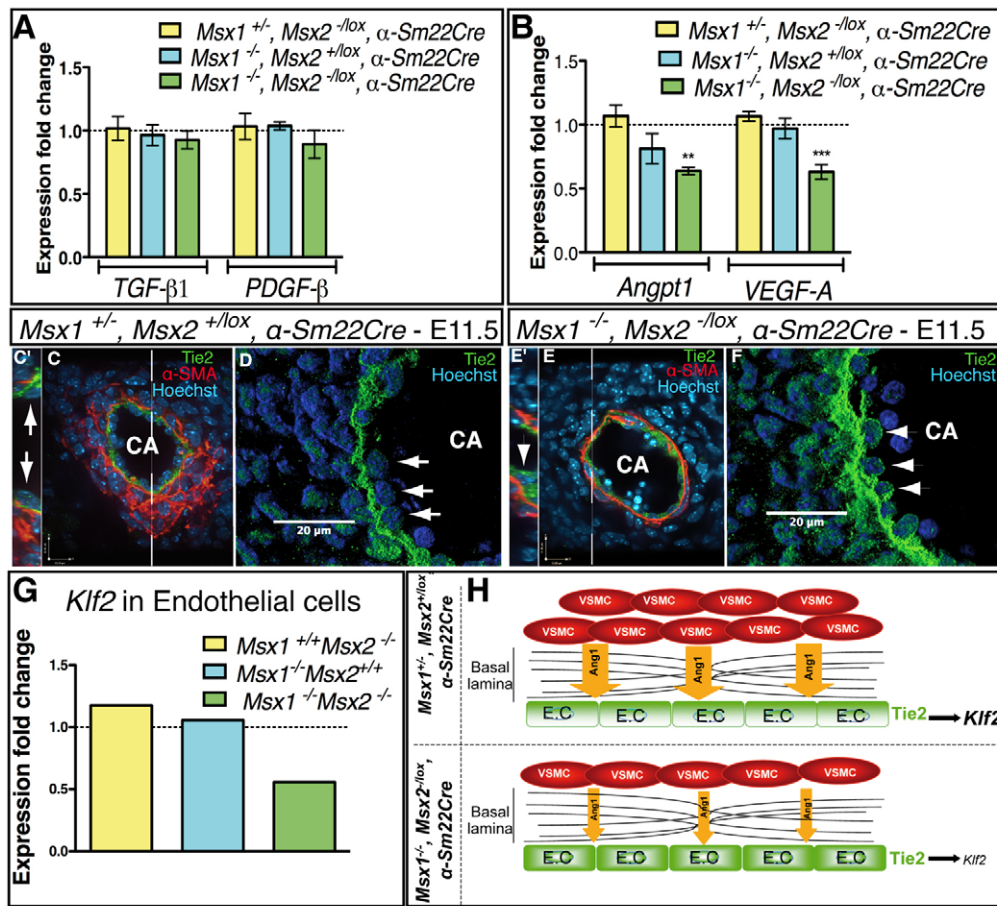 A
Msx1 +/-, Msx2 -/lox, α-Sm22Cre
Msx1 -/-, Msx2 +/lox, α-Sm22Cre
Msx1 -/-, Msx2 -/lox, α-Sm22Cre
Expression fold change
1.5
1.0
0.5
0.0
TGF-β1
PDGF-β
B
Msx1 +/-, Msx2 -/lox, α-Sm22Cre
Msx1-/-, Msx2 +/lox, α-Sm22Cre
Msx1-/-, Msx2 -/lox, α-Sm22Cre
Expression fold change
1.5
1.0
0.5
0.0
**
***
Angpt1
VEGF-A
Msx1 +/-, Msx2 +/lox, α-Sm22Cre - E11.5
Msx1 -/-, Msx2 -/lox, α-Sm22Cre - E11.5
C'
C
Tie2
α-SMA
Hoechst
CA
D
Tie2
Hoechst
CA
20 µm
E'
E
Tie2
α-SMA
Hoechst
CA
F
Tie2
Hoechst
CA
20 µm
G
Klf2 in Endothelial cells
Msx1 +/+Msx2 -/-
Msx1-/-Msx2+/+
Msx1 -/-Msx2 -/-
Expression fold change
1.5
1.0
0.5
0.0
H
Msx1+/-, Msx2+/lox,
α-Sm22Cre
VSMC VSMC VSMC VSMC
VSMC VSMC VSMC VSMC VSMC
Basal
lamina
Ang1 Ang1 Ang1
E.C E.C E.C E.C E.C
Tie2
Klf2
Msx1-/-, Msx2-/lox,
α-Sm22Cre
VSMC VSMC VSMC VSMC VSMC
Basal
lamina
Ang1 Ang1 Ang1
E.C E.C E.C E.C E.C
Tie2
Klf2